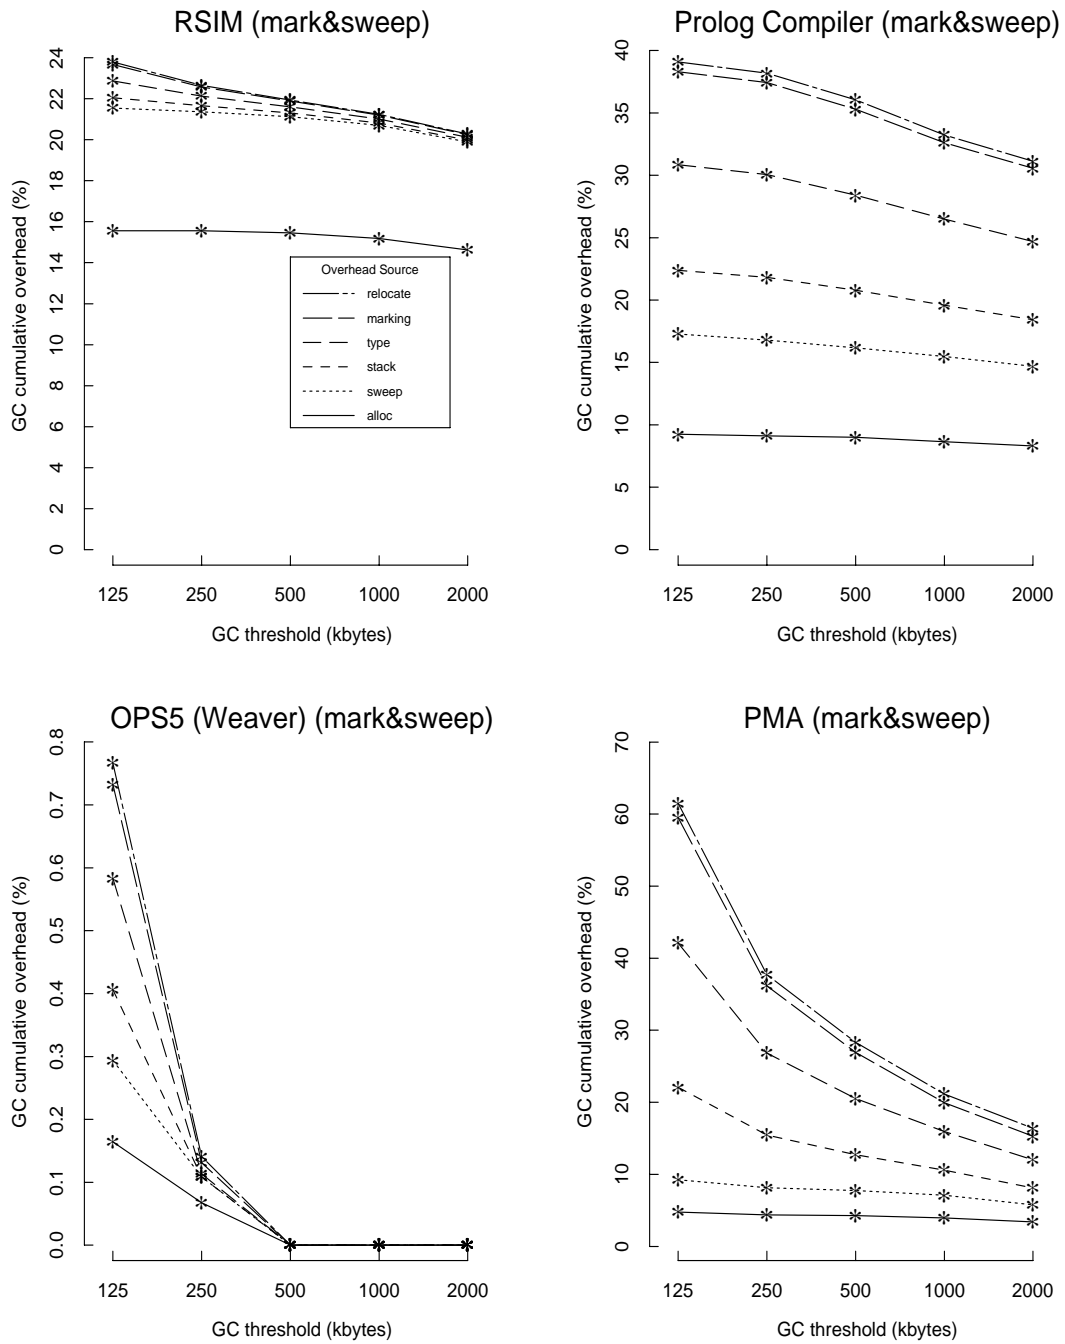 RSIM (mark&sweep)
GC cumulative overhead (%)
0 2 4 6 8 10 12 14 16 18 20 22 24
Overhead Source
relocate
marking
type
stack
sweep
alloc
125 250 500 1000 2000
GC threshold (kbytes)
Prolog Compiler (mark&sweep)
GC cumulative overhead (%)
0 5 10 15 20 25 30 35 40
125 250 500 1000 2000
GC threshold (kbytes)
OPS5 (Weaver) (mark&sweep)
GC cumulative overhead (%)
0.0 0.1 0.2 0.3 0.4 0.5 0.6 0.7 0.8
125 250 500 1000 2000
GC threshold (kbytes)
PMA (mark&sweep)
GC cumulative overhead (%)
0 10 20 30 40 50 60 70
125 250 500 1000 2000
GC threshold (kbytes)